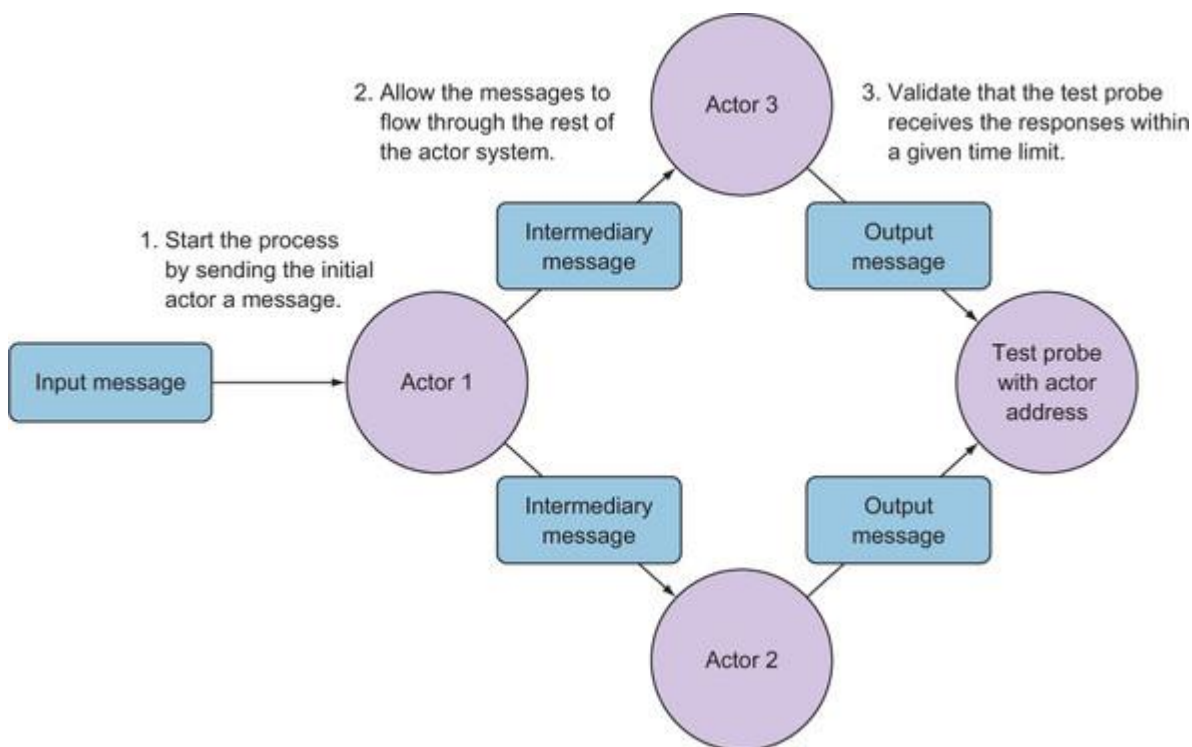 Actor 3
2. Allow the messages to
flow through the rest of
the actor system.
3. Validate that the test probe
receives the responses within
a given time limit.
Intermediary
message
Output
message
1. Start the process
by sending the initial
actor a message.
Input message
Actor 1
Test probe
with actor
address
Intermediary
message
Output
message
Actor 2